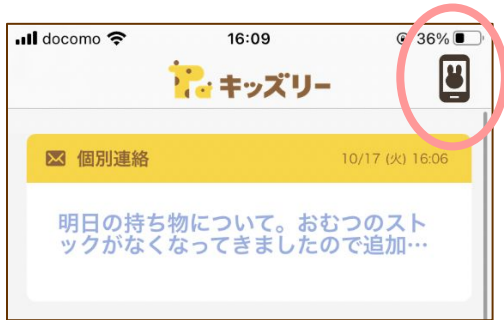 docomo 16:09 36%
キッズリー
個別連絡 10/17 (火) 16:06
明日の持ち物について。おむつのスト
ックがなくなってきましたので追加…